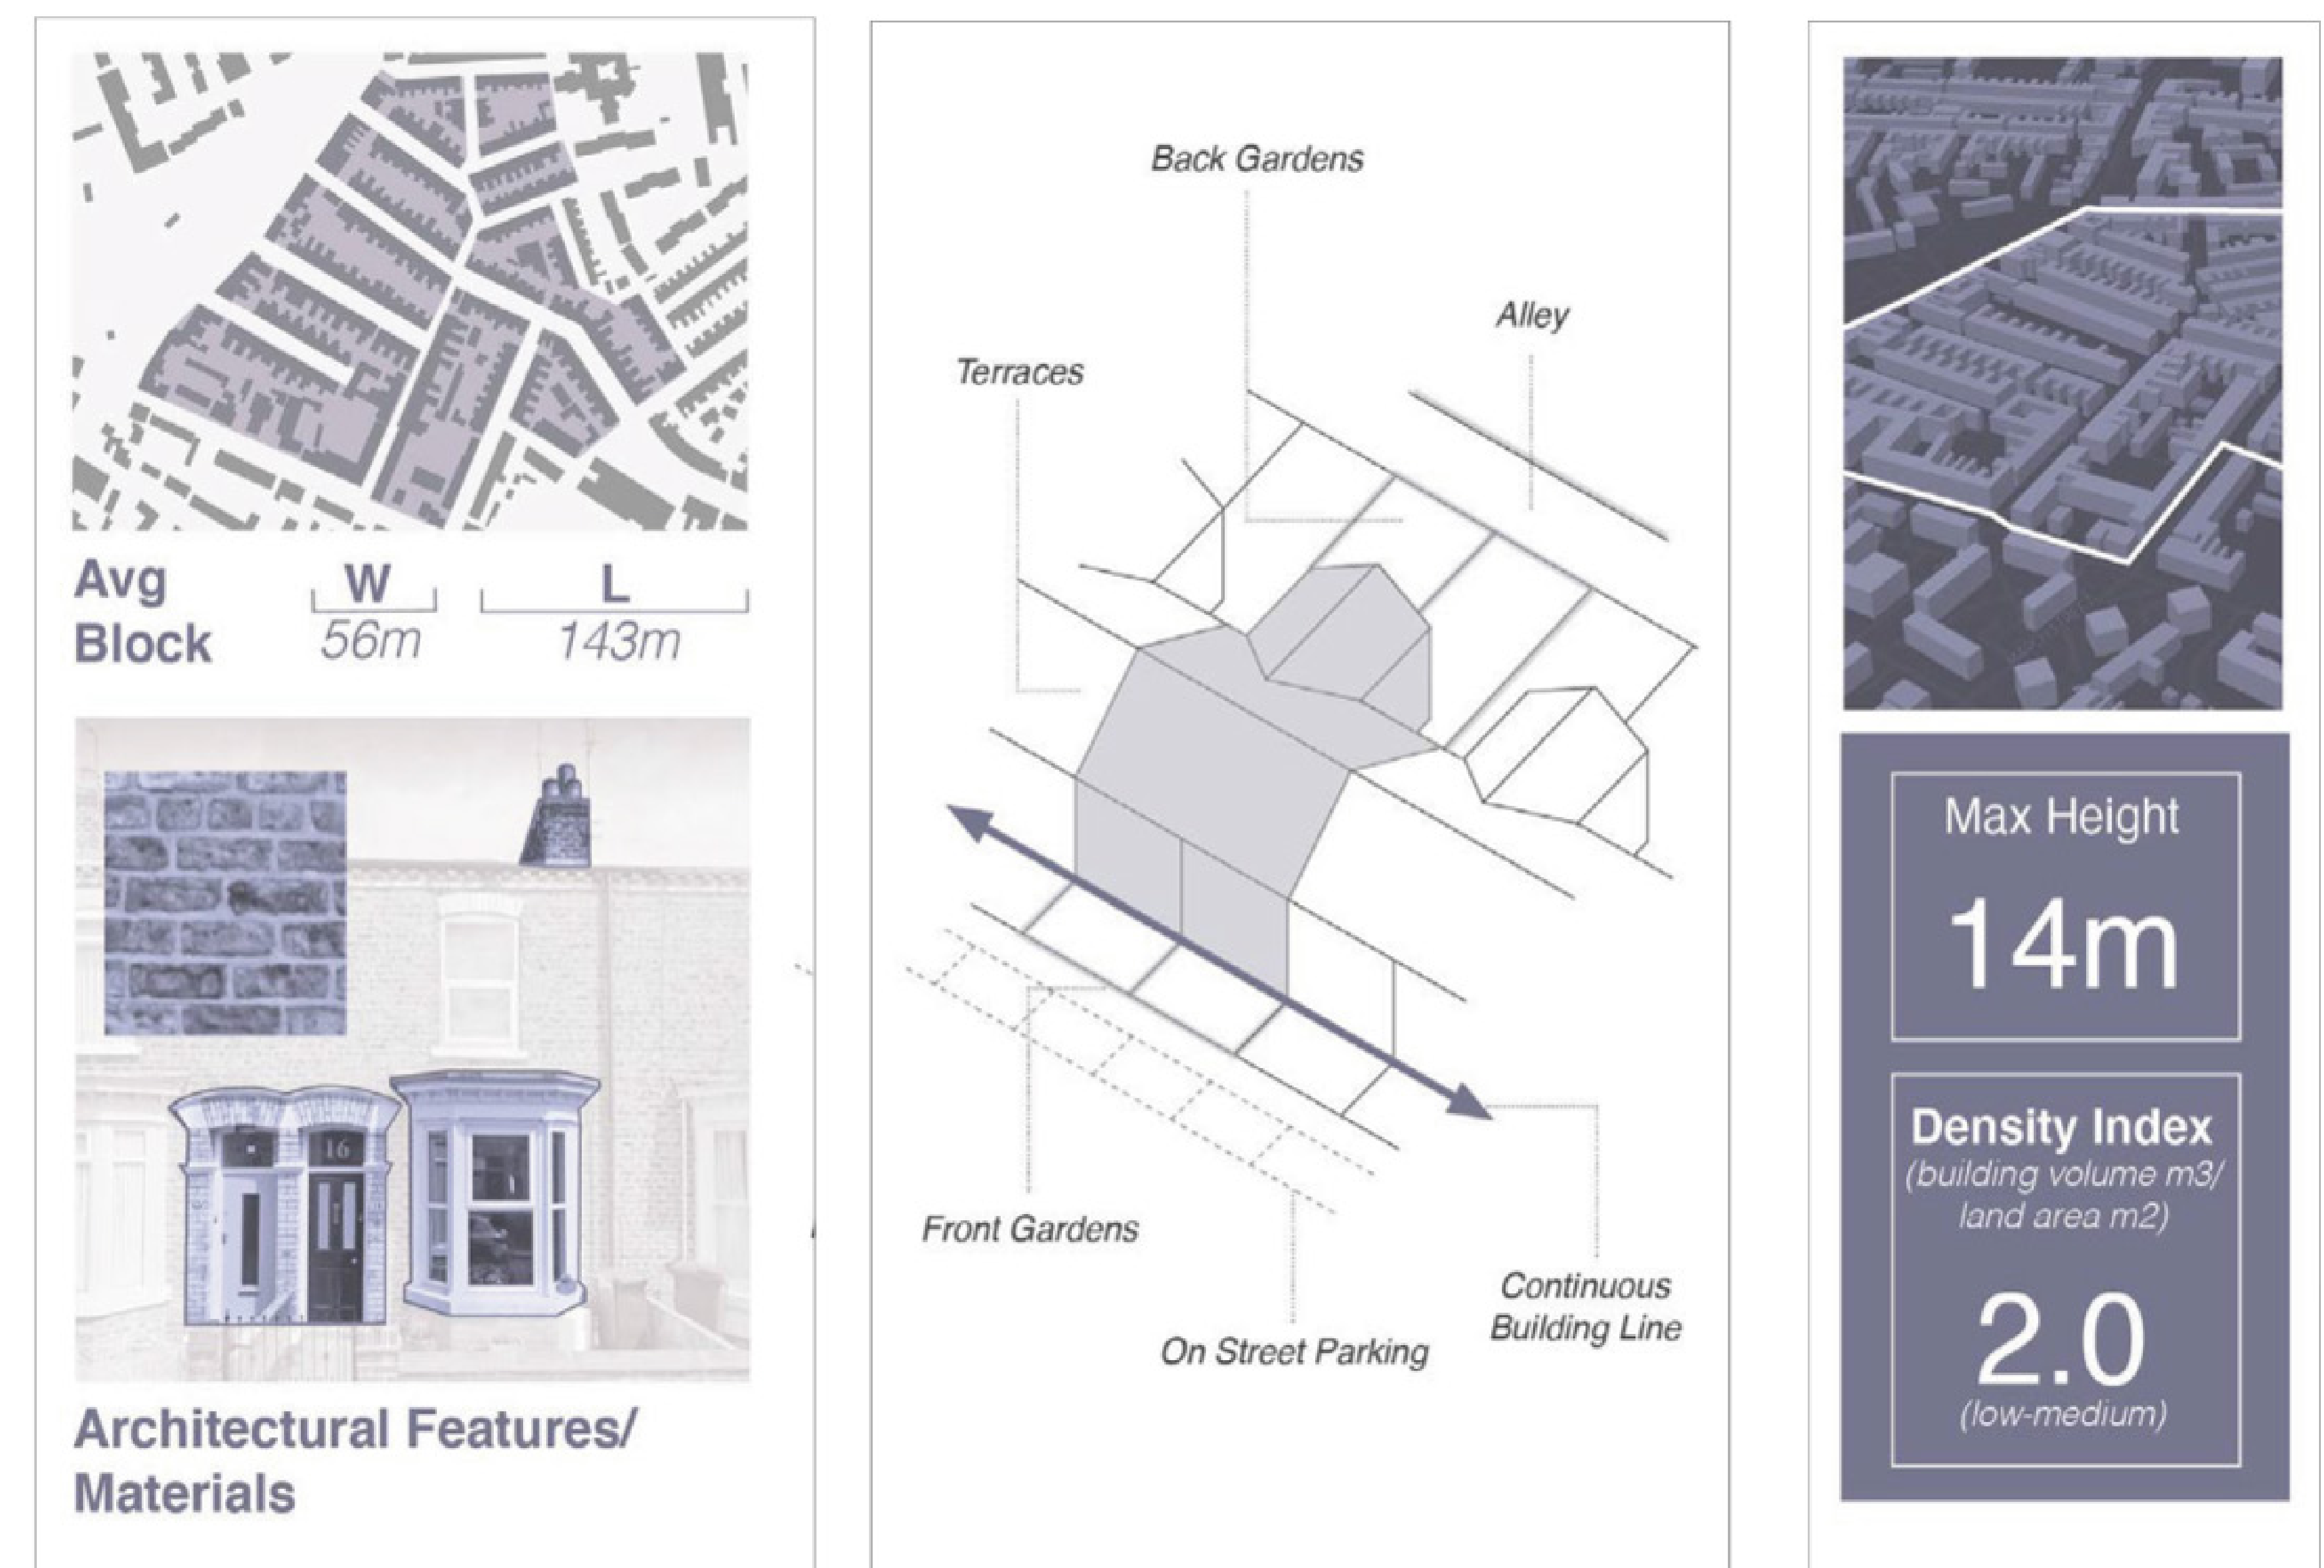 Avg
Block
W
56m
L
143m
16
Architectural Features/
Materials
Back Gardens
Alley
Terraces
Front Gardens
On Street Parking
Continuous
Building Line
Max Height
14m
Density Index
(building volume m3/
land area m2)
2.0
(low-medium)